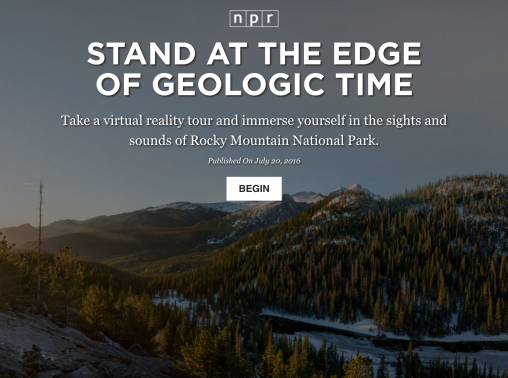 npr
STAND AT THE EDGE
OF GEOLOGIC TIME
Take a virtual reality tour and immerse yourself in the sights and
sounds of Rocky Mountain National Park.
Published On July 20, 2016
BEGIN